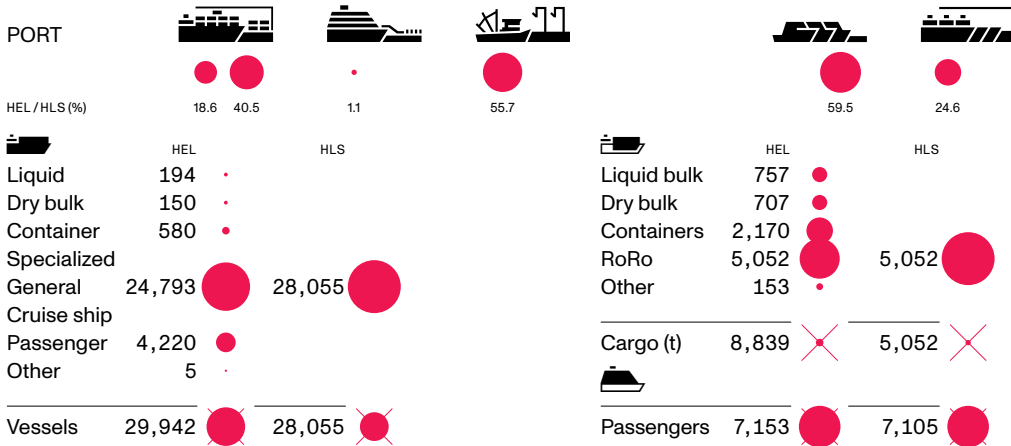 PORT
HEL / HLS (%) 18.6 40.5 1.1 55.7 59.5 24.6
HEL HLS
Liquid 194
Dry bulk 150
Container 580
Specialized
General 24,793 28,055
Cruise ship
Passenger 4,220
Other 5
Vessels 29,942 28,055
HEL HLS
Liquid bulk 757
Dry bulk 707
Containers 2,170
RoRo 5,052 5,052
Other 153
Cargo (t) 8,839 5,052
Passengers 7,153 7,105